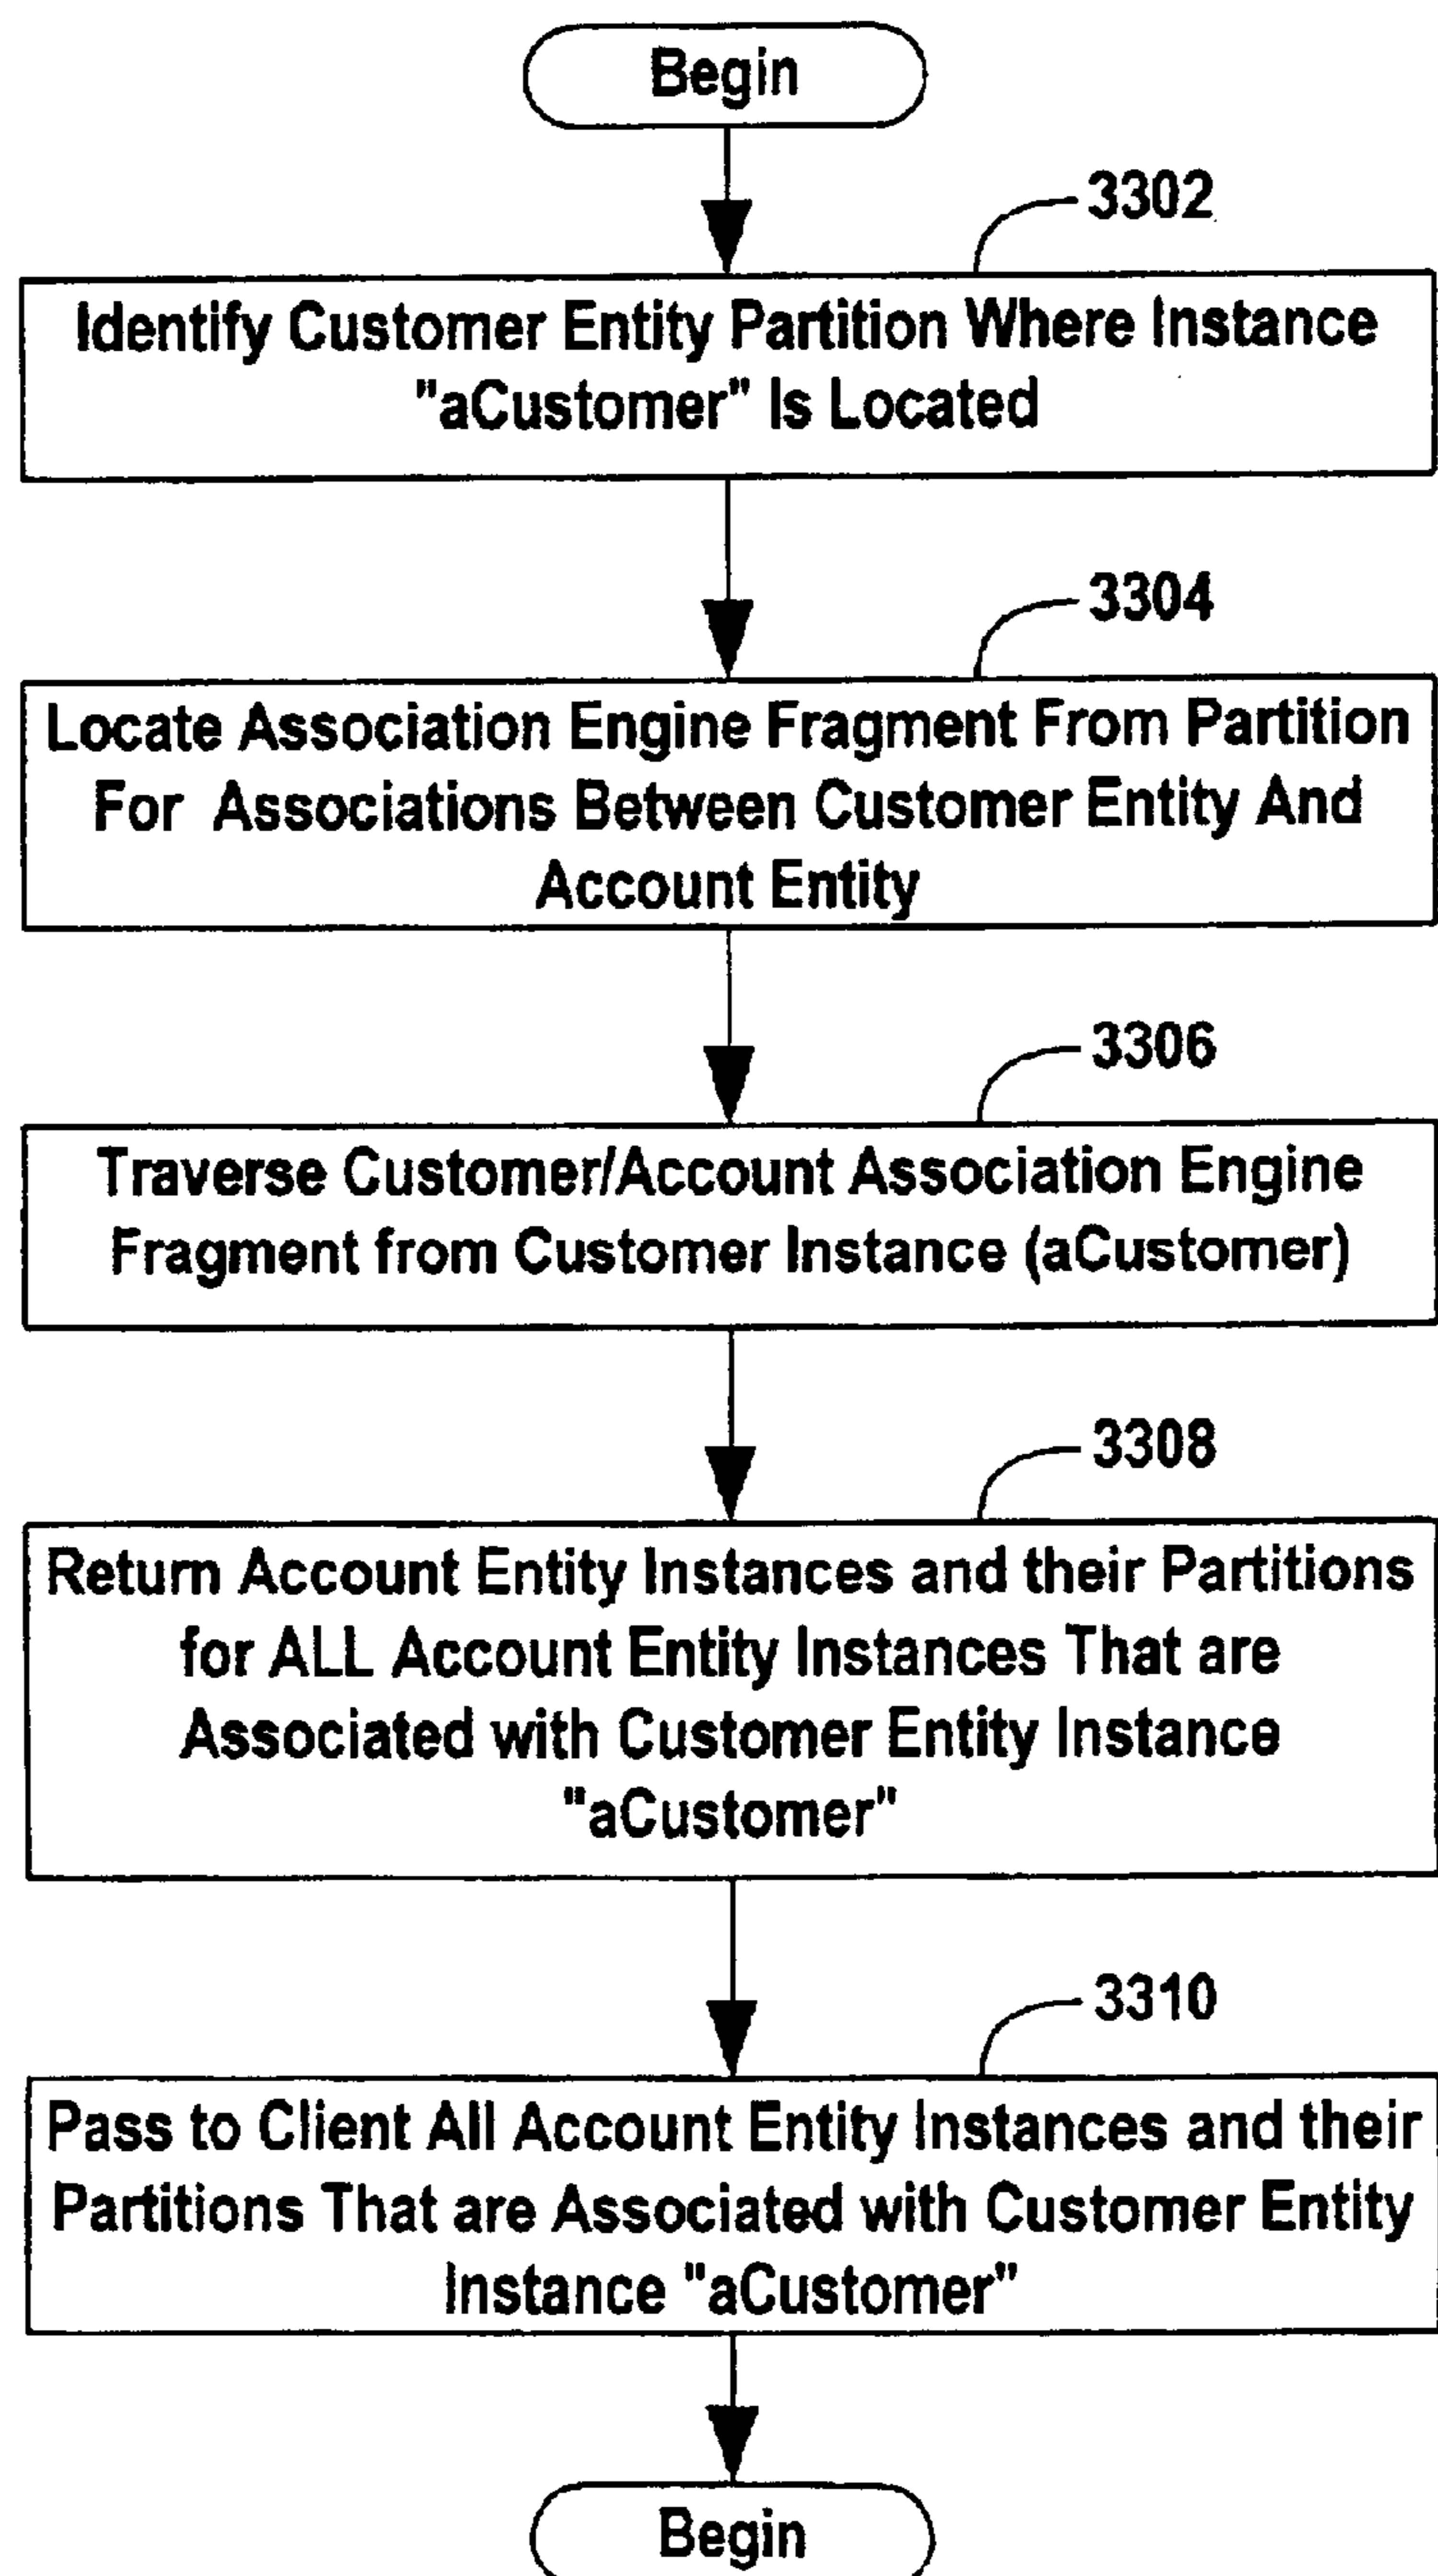 Begin
3302
Identify Customer Entity Partition Where Instance
"aCustomer" Is Located
3304
Locate Association Engine Fragment From Partition
For Associations Between Customer Entity And
Account Entity
3306
Traverse Customer/Account Association Engine
Fragment from Customer Instance (aCustomer)
3308
Return Account Entity Instances and their Partitions
for ALL Account Entity Instances That are
Associated with Customer Entity Instance
"aCustomer"
3310
Pass to Client All Account Entity Instances and their
Partitions That are Associated with Customer Entity
Instance "aCustomer"
Begin